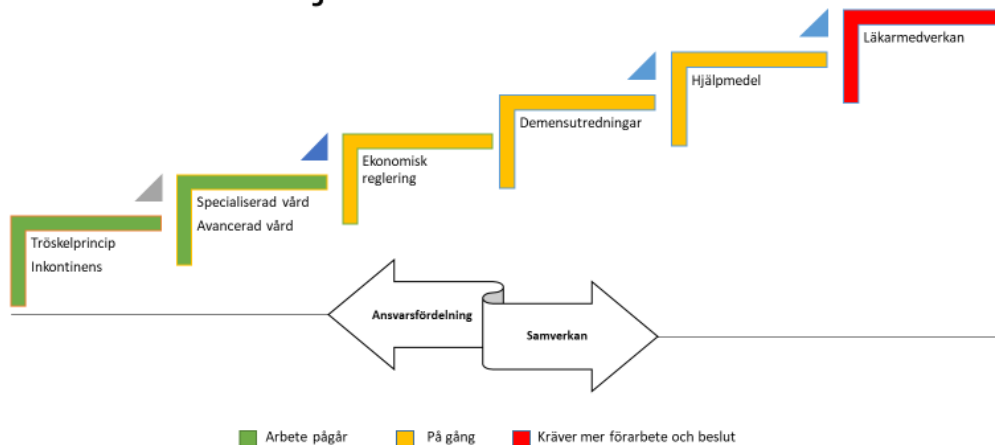 Läkarmedverkan
Hjälpmedel
Demensutredningar
Ekonomisk
reglering
Specialiserad vård
Avancerad vård
Tröskelprincip
Inkontinens
Ansvarsfördelning
Samverkan
Arbete pågår
På gång
Kräver mer förarbete och beslut